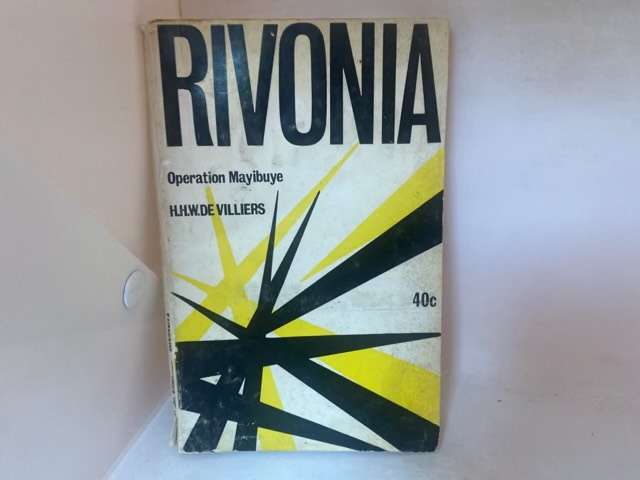 RIVONIA
Operation Mayibuye
H.H.W.DE VILLIERS
40c